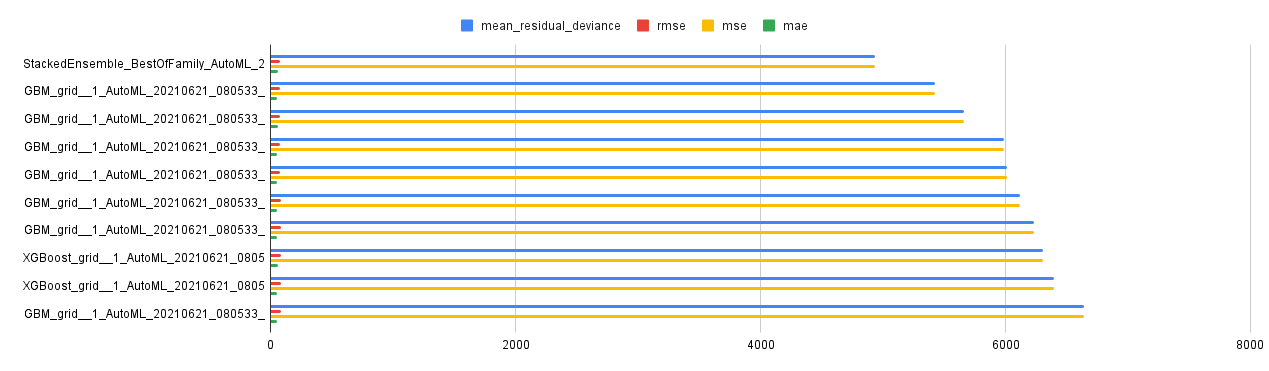 mean_residual_deviance rmse mse mae
StackedEnsemble_BestOfFamily_AutoML_2
GBM_grid__1_AutoML_20210621_080533_
GBM_grid__1_AutoML_20210621_080533_
GBM_grid__1_AutoML_20210621_080533_
GBM_grid__1_AutoML_20210621_080533_
GBM_grid__1_AutoML_20210621_080533_
GBM_grid__1_AutoML_20210621_080533_
XGBoost_grid__1_AutoML_20210621_0805
XGBoost_grid__1_AutoML_20210621_0805
GBM_grid__1_AutoML_20210621_080533_
0 2000 4000 6000 8000